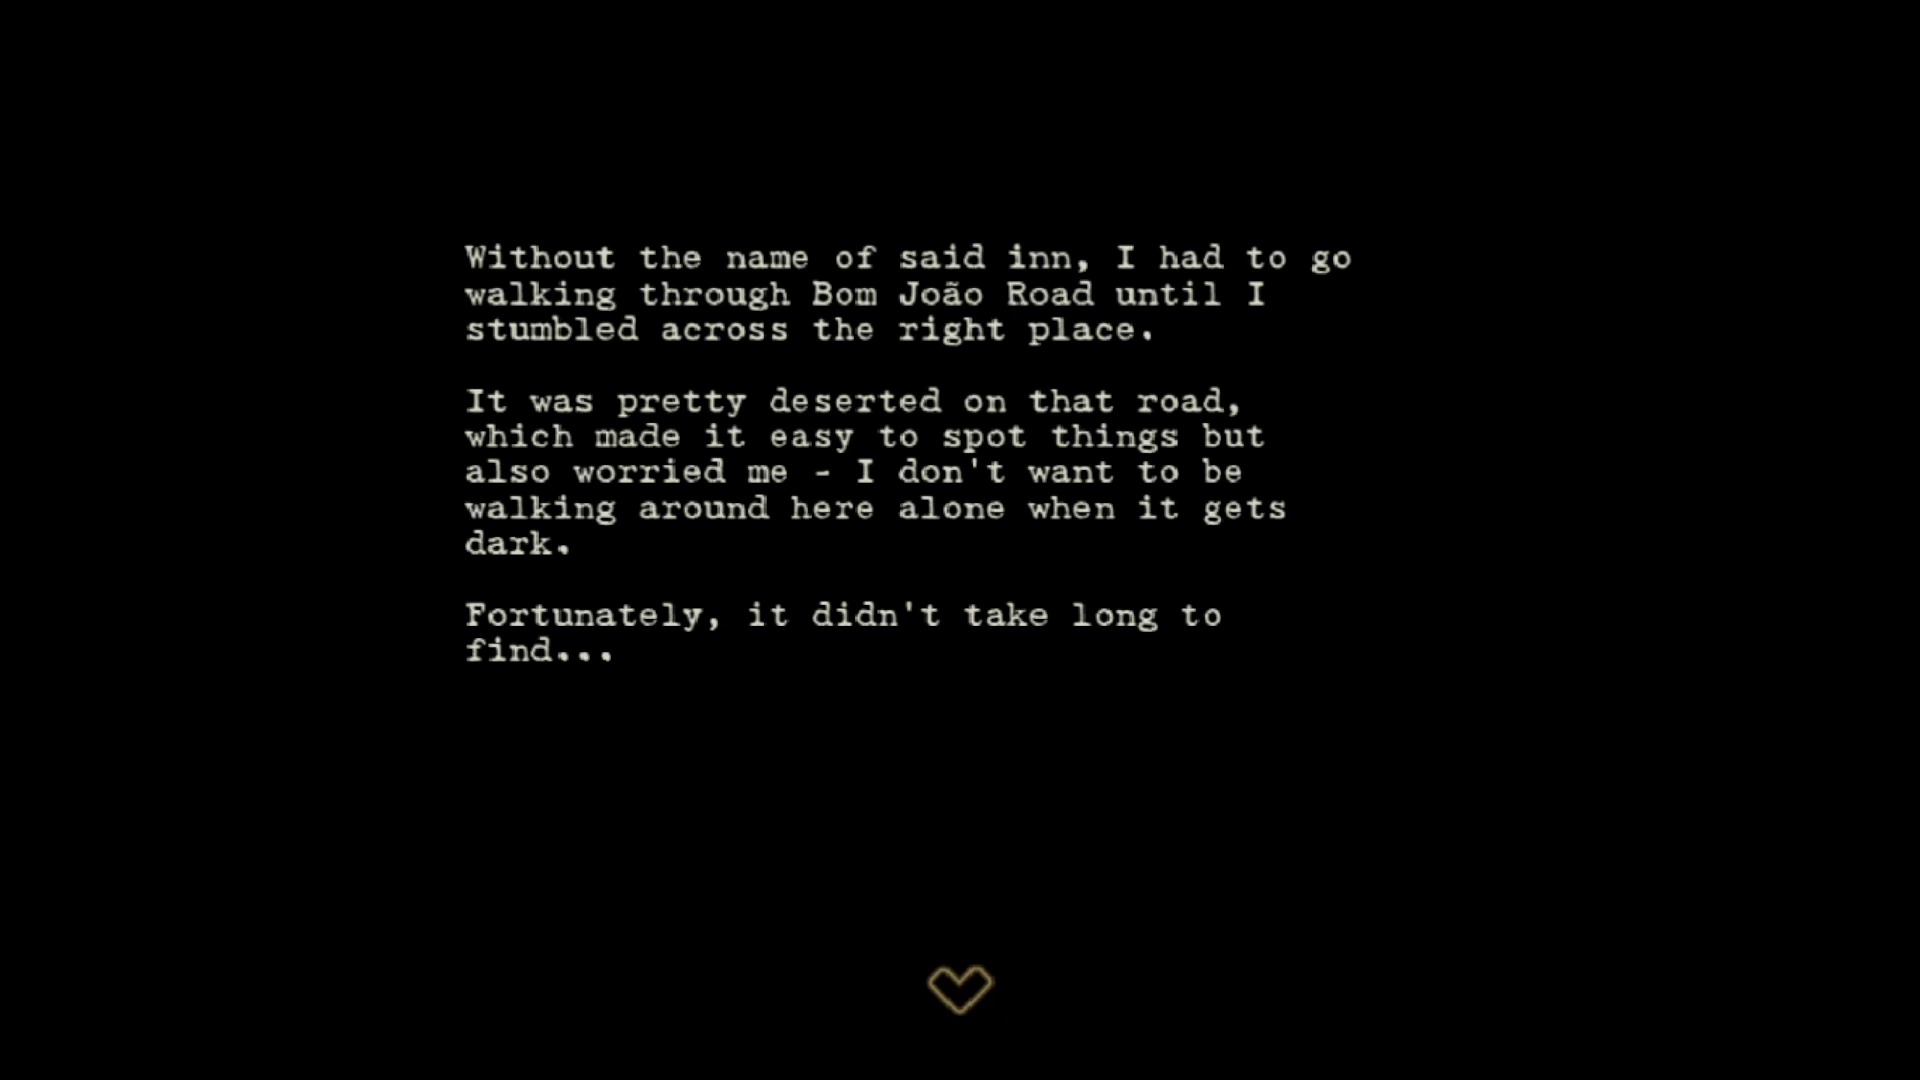 Without the name of said inn, I had to go
walking through Bom João Road until I
stumbled across the right place.
It was pretty deserted on that road,
which made it easy to spot things but
also worried me - I don't want to be
walking around here alone when it gets
dark.
Fortunately, it didn't take long to
find...